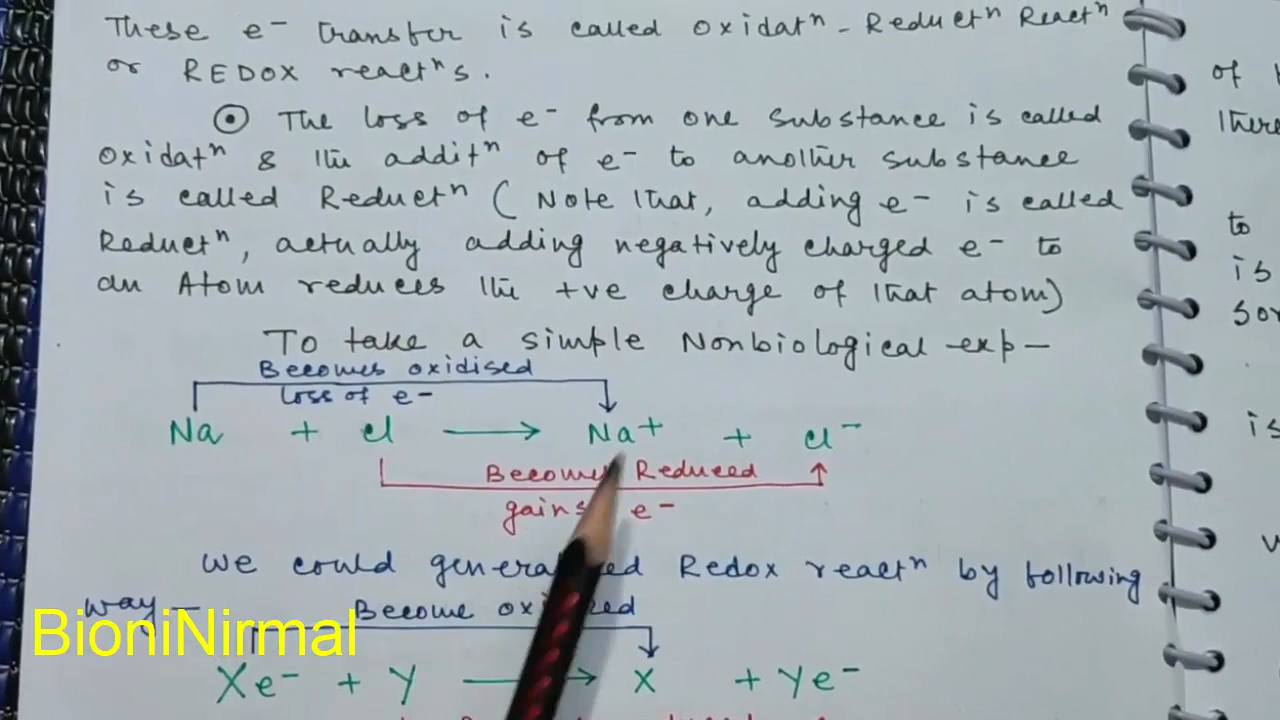 These e⁻ transfer is called oxidatⁿ - Reductⁿ Reactⁿ
or REDOX reactⁿs.
⊙ The loss of e⁻ from one substance is called
oxidatⁿ & the additⁿ of e⁻ to another substance
is called Reductⁿ ( Note that, adding e⁻ is called
Reductⁿ, actually adding negatively charged e⁻ to
an Atom reduces the +ve charge of that atom)
To take a simple Nonbiological exp —
Becomes oxidised
loss of e⁻
Na + Cl → Na⁺ + Cl⁻
Becomes Reduced
gains e⁻
We could generalised Redox reactⁿ by following
way —
Become oxidized
BioniNirmal
Xe⁻ + Y → X + Ye⁻
of
there
to
is
is